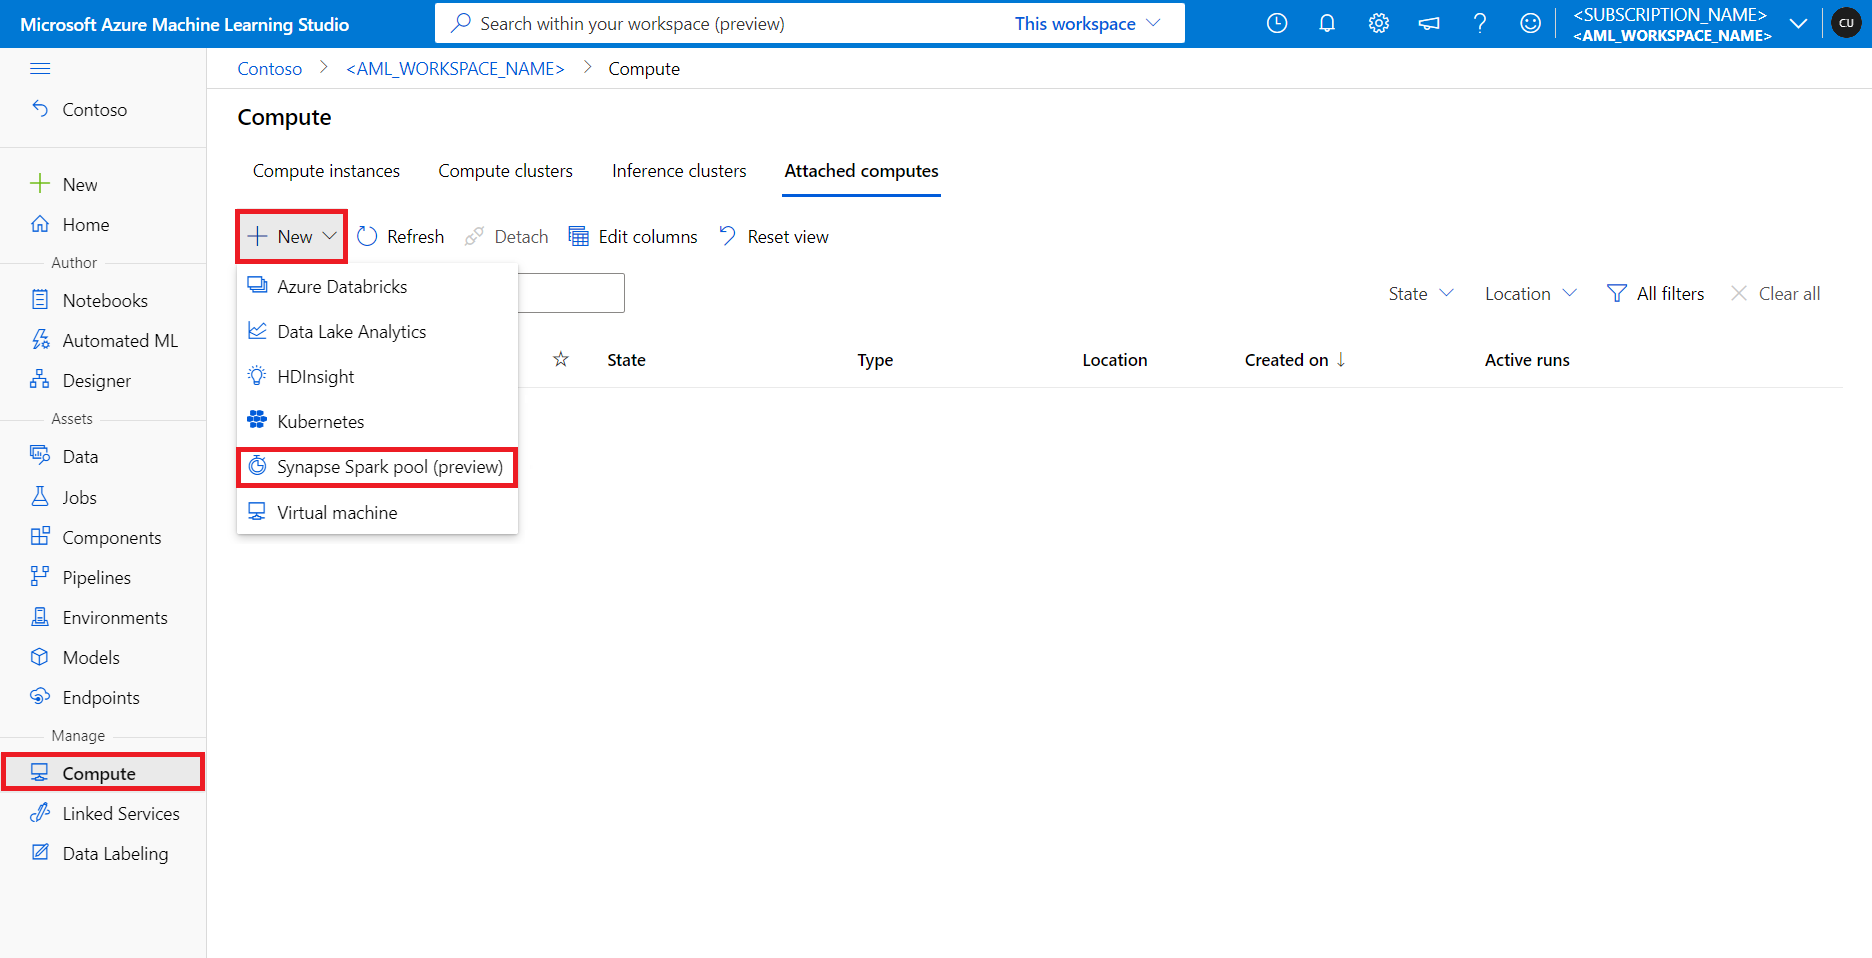 Microsoft Azure Machine Learning Studio
Search within your workspace (preview)
This workspace
<SUBSCRIPTION_NAME>
<AML_WORKSPACE_NAME>
CU
Contoso
New
Home
Author
Notebooks
Automated ML
Designer
Assets
Data
Jobs
Components
Pipelines
Environments
Models
Endpoints
Manage
Compute
Linked Services
Data Labeling
Contoso > <AML_WORKSPACE_NAME> > Compute
Compute
Compute instances Compute clusters Inference clusters Attached computes
New Refresh Detach Edit columns Reset view
Azure Databricks
Data Lake Analytics
HDInsight
Kubernetes
Synapse Spark pool (preview)
Virtual machine
State Location All filters Clear all
State Type Location Created on ↓ Active runs